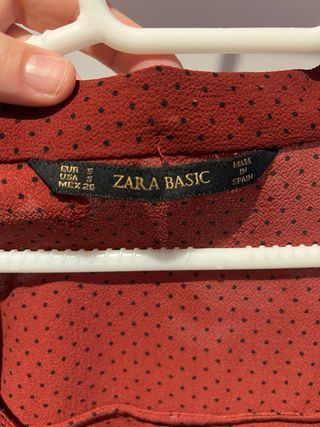 EUR S
USA S
MEX 26
ZARA BASIC
MADE
IN
SPAIN